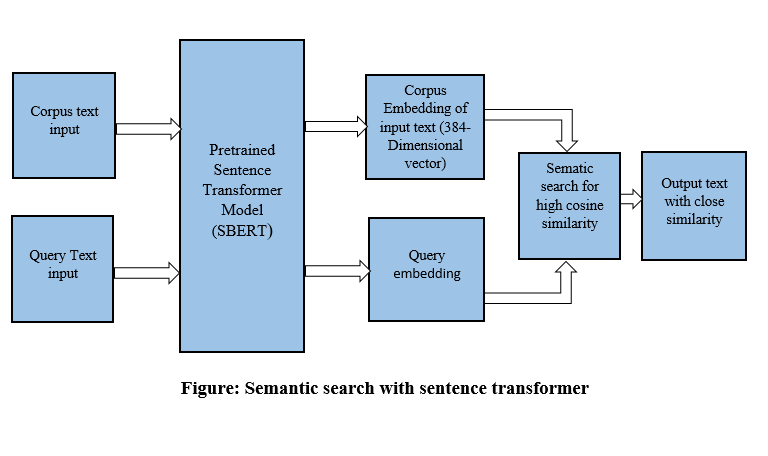 Corpus text
input
Query Text
input
Pretrained
Sentence
Transformer
Model
(SBERT)
Corpus
Embedding of
input text (384-
Dimensional
vector)
Query
embedding
Sematic
search for
high cosine
similarity
Output text
with close
similarity
Figure: Semantic search with sentence transformer